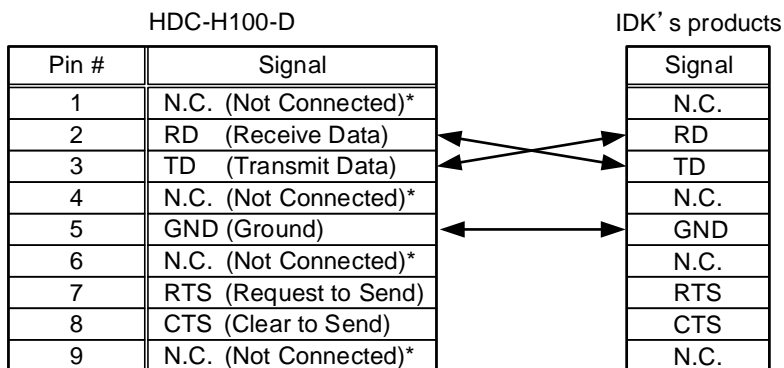 HDC-H100-D IDK’s products
Pin # Signal Signal
1 N.C. (Not Connected)* N.C.
2 RD (Receive Data) RD
3 TD (Transmit Data) TD
4 N.C. (Not Connected)* N.C.
5 GND (Ground) GND
6 N.C. (Not Connected)* N.C.
7 RTS (Request to Send) RTS
8 CTS (Clear to Send) CTS
9 N.C. (Not Connected)* N.C.